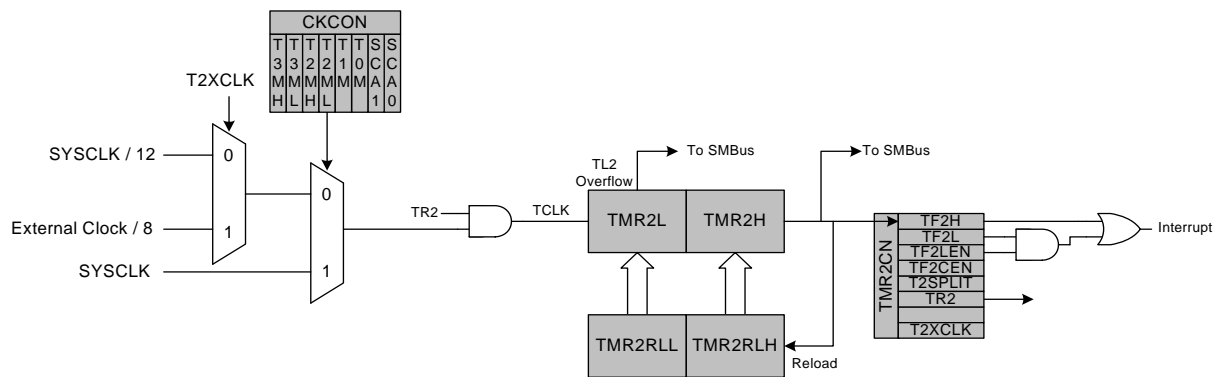 CKCON
T3MH T3ML T2MH T2ML T1M T0M SCA1 SCA0
T2XCLK
SYSCLK / 12
0
External Clock / 8
1
SYSCLK
0
1
TR2
TCLK
TL2
Overflow
To SMBus
To SMBus
TMR2L
TMR2H
TMR2RLL
TMR2RLH
Reload
TMR2CN
TF2H
TF2L
TF2LEN
TF2CEN
T2SPLIT
TR2
T2XCLK
Interrupt